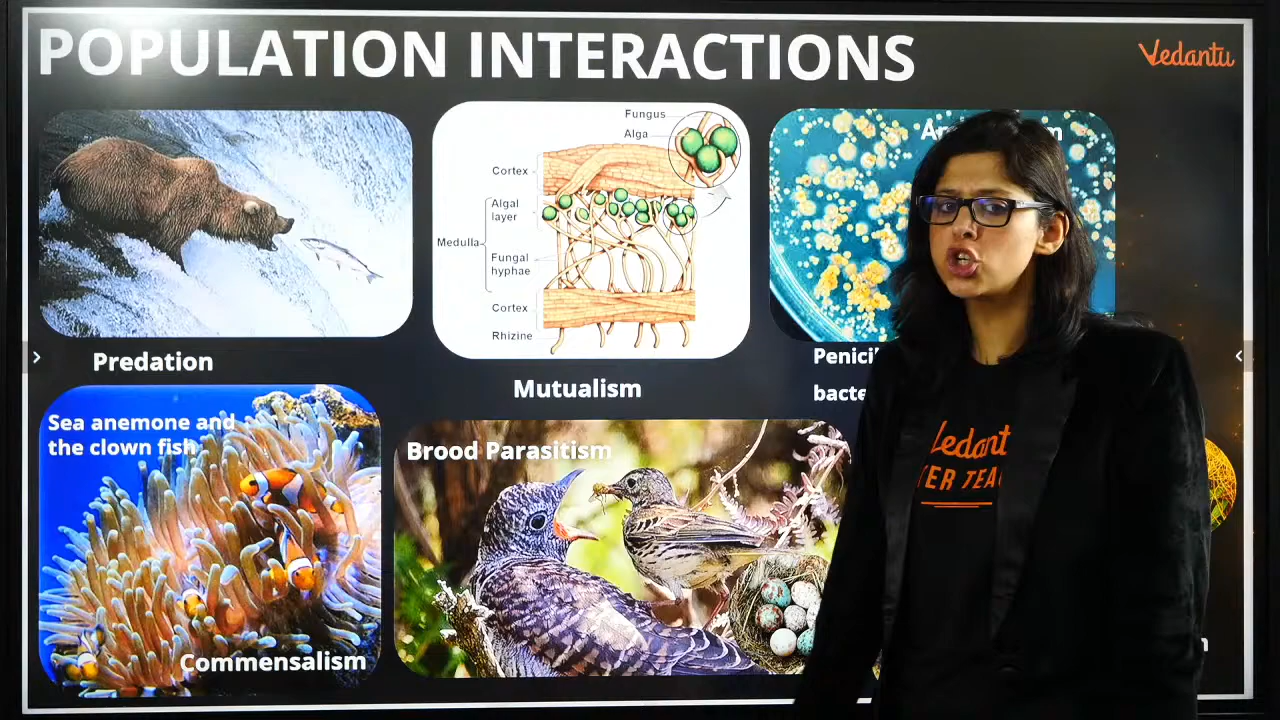 POPULATION INTERACTIONS
Vedantu
Fungus
Alga
Cortex
Algal
layer
Medulla
Fungal
hyphae
Cortex
Rhizine
Predation
Mutualism
Sea anemone and
the clown fish
Commensalism
Brood Parasitism